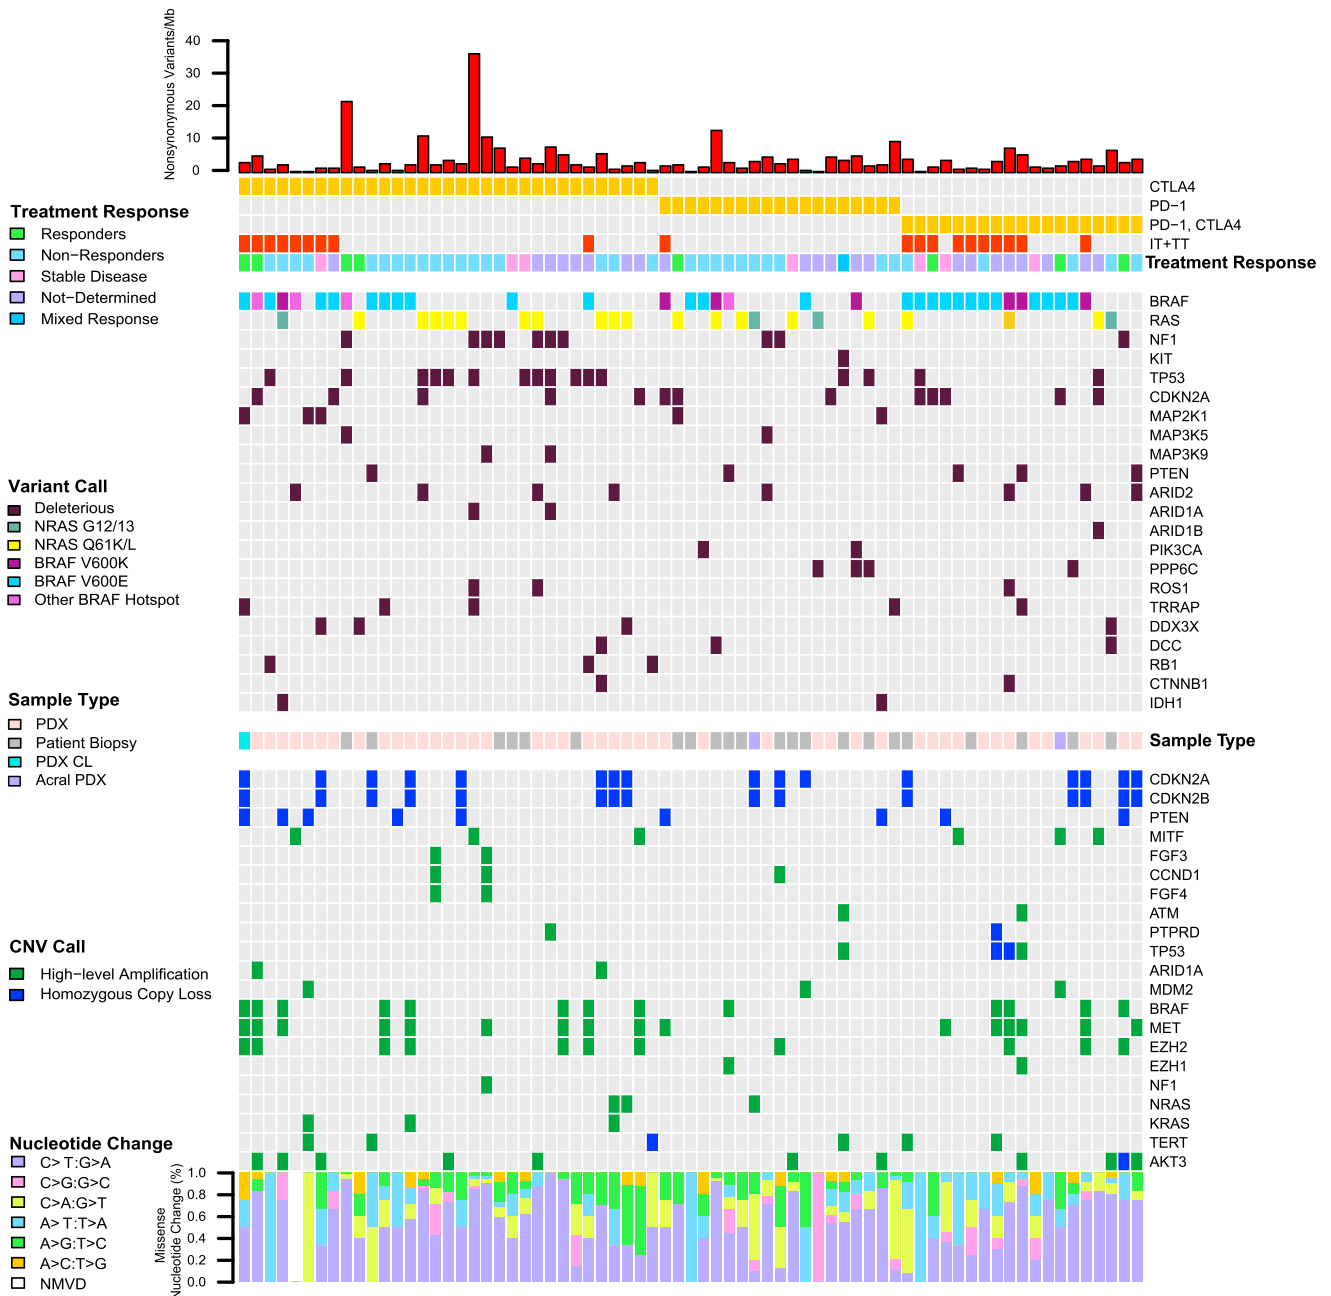 Nonsynonymous Variants/Mb
40
30
20
10
0
CTLA4
PD−1
PD−1, CTLA4
IT+TT
Treatment Response
Treatment Response
Responders
Non−Responders
Stable Disease
Not−Determined
Mixed Response
BRAF
RAS
NF1
KIT
TP53
CDKN2A
MAP2K1
MAP3K5
MAP3K9
PTEN
ARID2
ARID1A
ARID1B
PIK3CA
PPP6C
ROS1
TRRAP
DDX3X
DCC
RB1
CTNNB1
IDH1
Variant Call
Deleterious
NRAS G12/13
NRAS Q61K/L
BRAF V600K
BRAF V600E
Other BRAF Hotspot
Sample Type
PDX
Patient Biopsy
PDX CL
Acral PDX
Sample Type
CDKN2A
CDKN2B
PTEN
MITF
FGF3
CCND1
FGF4
ATM
PTPRD
TP53
ARID1A
MDM2
BRAF
MET
EZH2
EZH1
NF1
NRAS
KRAS
TERT
AKT3
CNV Call
High−level Amplification
Homozygous Copy Loss
Nucleotide Change
C>T:G>A
C>G:G>C
C>A:G>T
A>T:T>A
A>G:T>C
A>C:T>G
NMVD
Missense
Nucleotide Change (%)
1.0
0.8
0.6
0.4
0.2
0.0